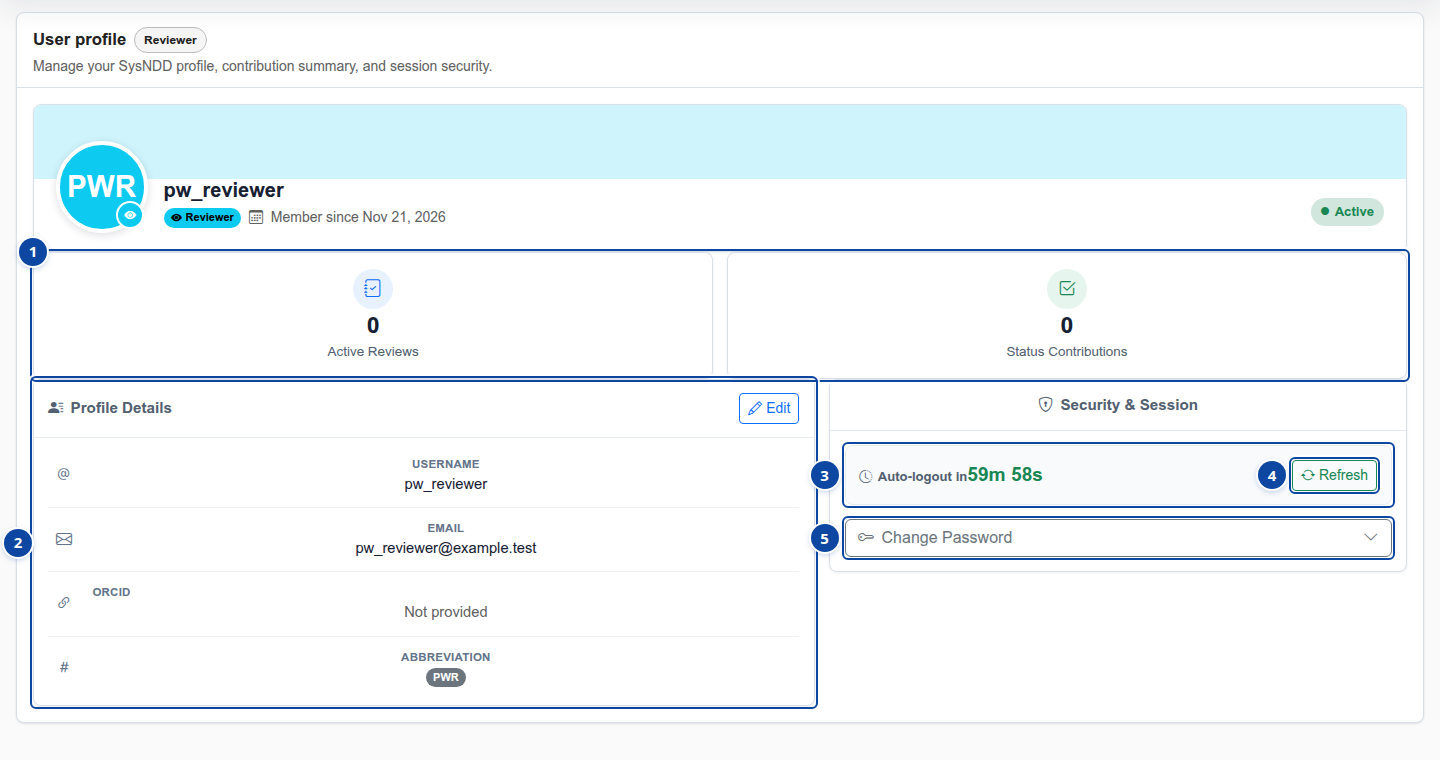 User profile Reviewer
Manage your SysNDD profile, contribution summary, and session security.
PWR
pw_reviewer
Reviewer Member since Nov 21, 2026
Active
1
0
Active Reviews
0
Status Contributions
Profile Details
Edit
2
@
USERNAME
pw_reviewer
EMAIL
pw_reviewer@example.test
ORCID
Not provided
#
ABBREVIATION
PWR
Security & Session
3
Auto-logout in59m 58s
4
Refresh
5
Change Password